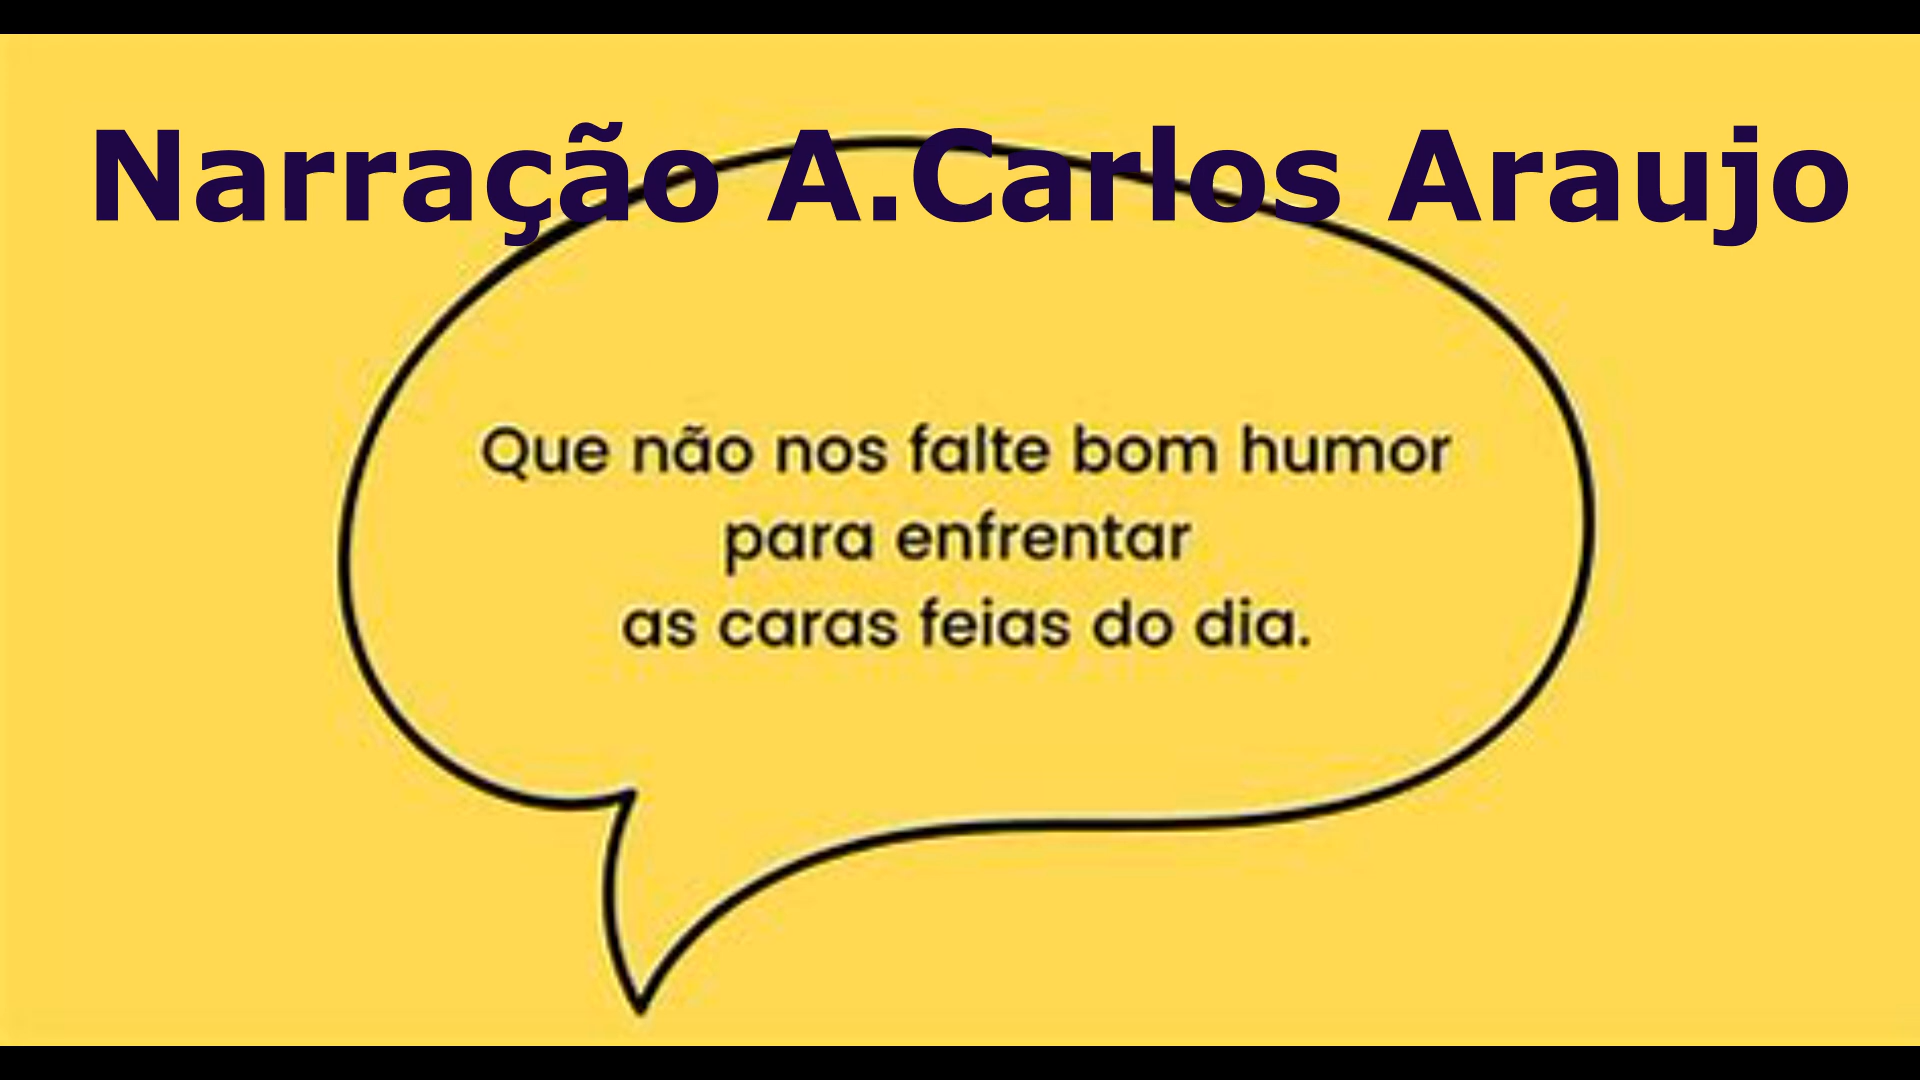 Narração A.Carlos Araujo
Que não nos falte bom humor
para enfrentar
as caras feias do dia.